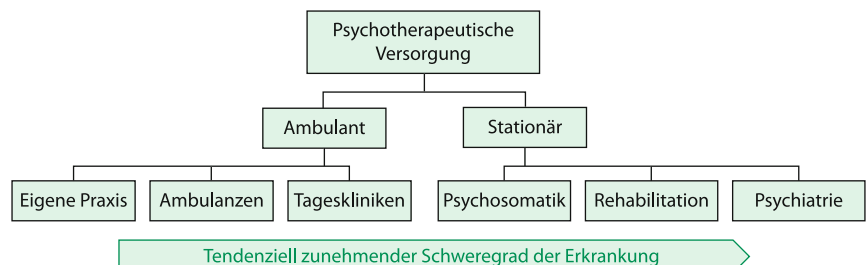 Psychotherapeutische
Versorgung
Ambulant
Stationär
Eigene Praxis
Ambulanzen
Tageskliniken
Psychosomatik
Rehabilitation
Psychiatrie
Tendenziell zunehmender Schweregrad der Erkrankung